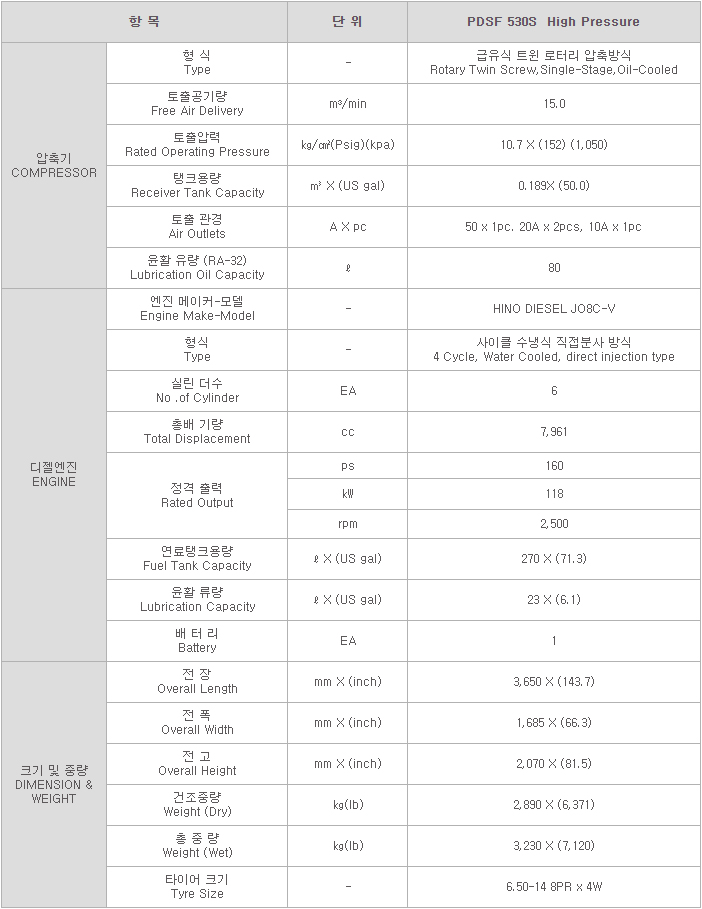 항 목 단 위 PDSF 530S High Pressure
압축기
COMPRESSOR
형 식
Type
-
급유식 트윈 로터리 압축방식
Rotary Twin Screw,Single-Stage,Oil-Cooled
토출공기량
Free Air Delivery
m³/min
15.0
토출압력
Rated Operating Pressure
㎏/㎠(Psig)(kpa)
10.7 X (152) (1,050)
탱크용량
Receiver Tank Capacity
㎥ X (US gal)
0.189X (50.0)
토출 관경
Air Outlets
A X pc
50 x 1pc. 20A x 2pcs, 10A x 1pc
윤활 유량 (RA-32)
Lubrication Oil Capacity
ℓ
80
디젤엔진
ENGINE
엔진 메이커-모델
Engine Make-Model
-
HINO DIESEL JO8C-V
형식
Type
-
사이클 수냉식 직접분사 방식
4 Cycle, Water Cooled, direct injection type
실린 더수
No .of Cylinder
EA
6
총배 기량
Total Displacement
cc
7,961
정격 출력
Rated Output
ps
160
㎾
118
rpm
2,500
연료탱크용량
Fuel Tank Capacity
ℓ X (US gal)
270 X (71.3)
윤활 류량
Lubrication Capacity
ℓ X (US gal)
23 X (6.1)
배 터 리
Battery
EA
1
크기 및 중량
DIMENSION &
WEIGHT
전 장
Overall Length
mm X (inch)
3,650 X (143.7)
전 폭
Overall Width
mm X (inch)
1,685 X (66.3)
전 고
Overall Height
mm X (inch)
2,070 X (81.5)
건조중량
Weight (Dry)
㎏(lb)
2,890 X (6,371)
총 중 량
Weight (Wet)
㎏(lb)
3,230 X (7,120)
타이어 크기
Tyre Size
-
6.50-14 8PR x 4W